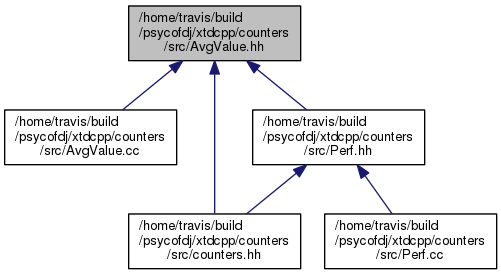 /home/travis/build
/psycofdj/xtdcpp/counters
/src/AvgValue.hh
/home/travis/build
/psycofdj/xtdcpp/counters
/src/AvgValue.cc
/home/travis/build
/psycofdj/xtdcpp/counters
/src/Perf.hh
/home/travis/build
/psycofdj/xtdcpp/counters
/src/counters.hh
/home/travis/build
/psycofdj/xtdcpp/counters
/src/Perf.cc